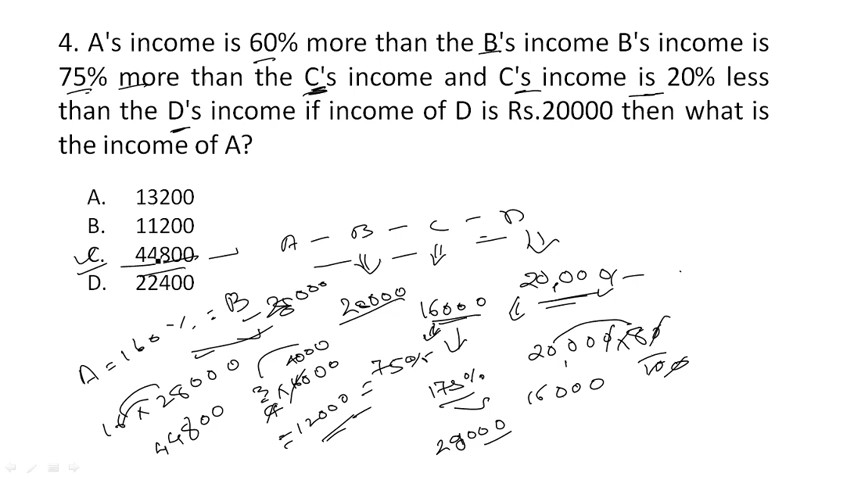 4. A's income is 60% more than the B's income B's income is
75% more than the C's income and C's income is 20% less
than the D's income if income of D is Rs.20000 then what is
the income of A?
A. 13200
B. 11200
C. 44800
D. 22400
A - B - C - D
20,000
16000
28000
A = 160% = B
28000
20,000 × 80
100
16000
175%
28000
4000
= 12000 = 75%
1.6 × 28000
44800